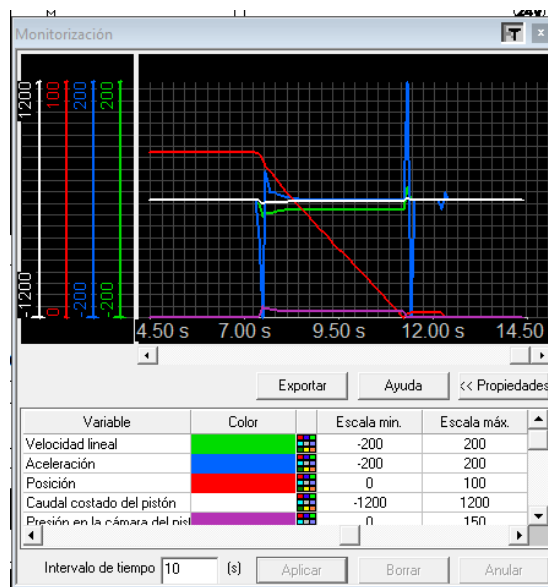 Monitorización
1200 100 200 200
-1200 0 -200 -200
4.50 s 7.00 s 9.50 s 12.00 s 14.50
Exportar Ayuda << Propiedades
Variable Color Escala min. Escala máx.
Velocidad lineal -200 200
Aceleración -200 200
Posición 0 100
Caudal costado del pistón -1200 1200
Presión en la cámara del pist 0 150
Intervalo de tiempo 10 (s) Aplicar Borrar Anular